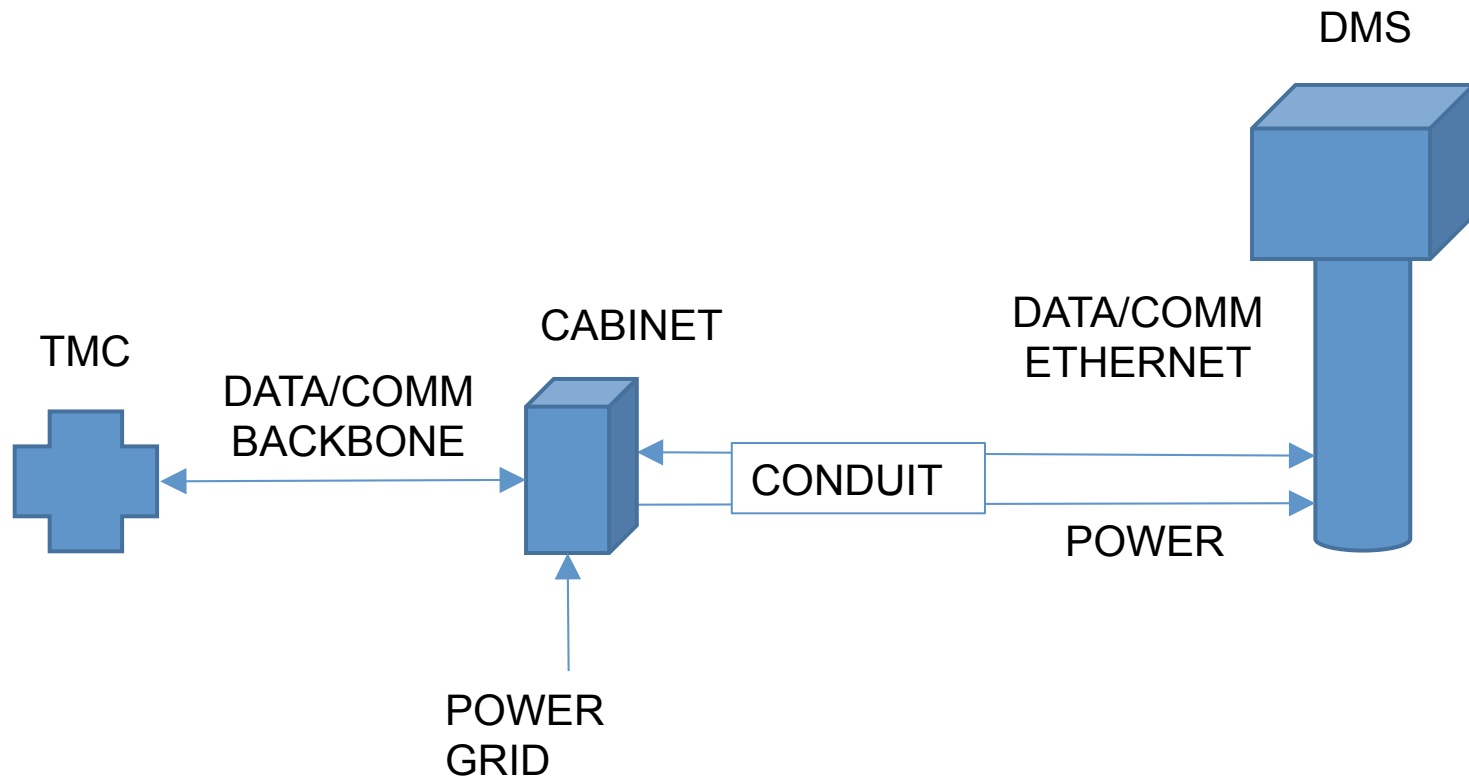 DMS
TMC
DATA/COMM
BACKBONE
CABINET
DATA/COMM
ETHERNET
CONDUIT
POWER
POWER
GRID